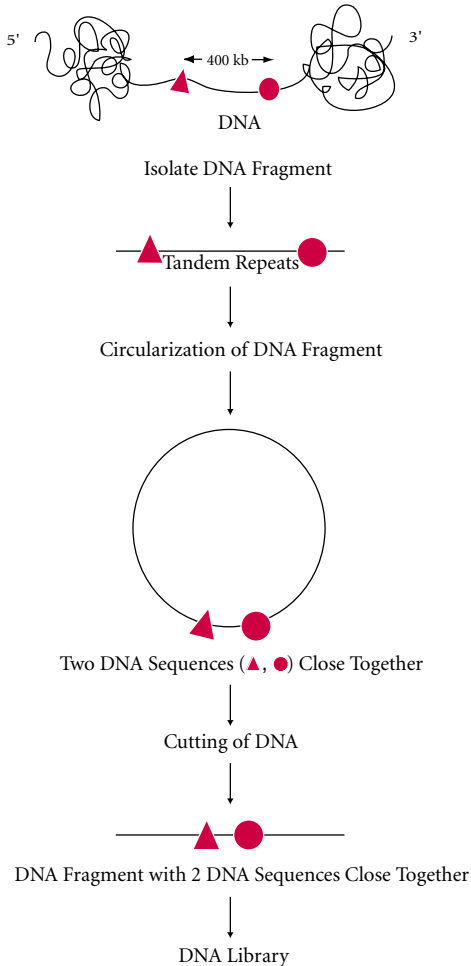 5' 3'
400 kb
DNA
Isolate DNA Fragment
Tandem Repeats
Circularization of DNA Fragment
Two DNA Sequences (▲, ●) Close Together
Cutting of DNA
DNA Fragment with 2 DNA Sequences Close Together
DNA Library